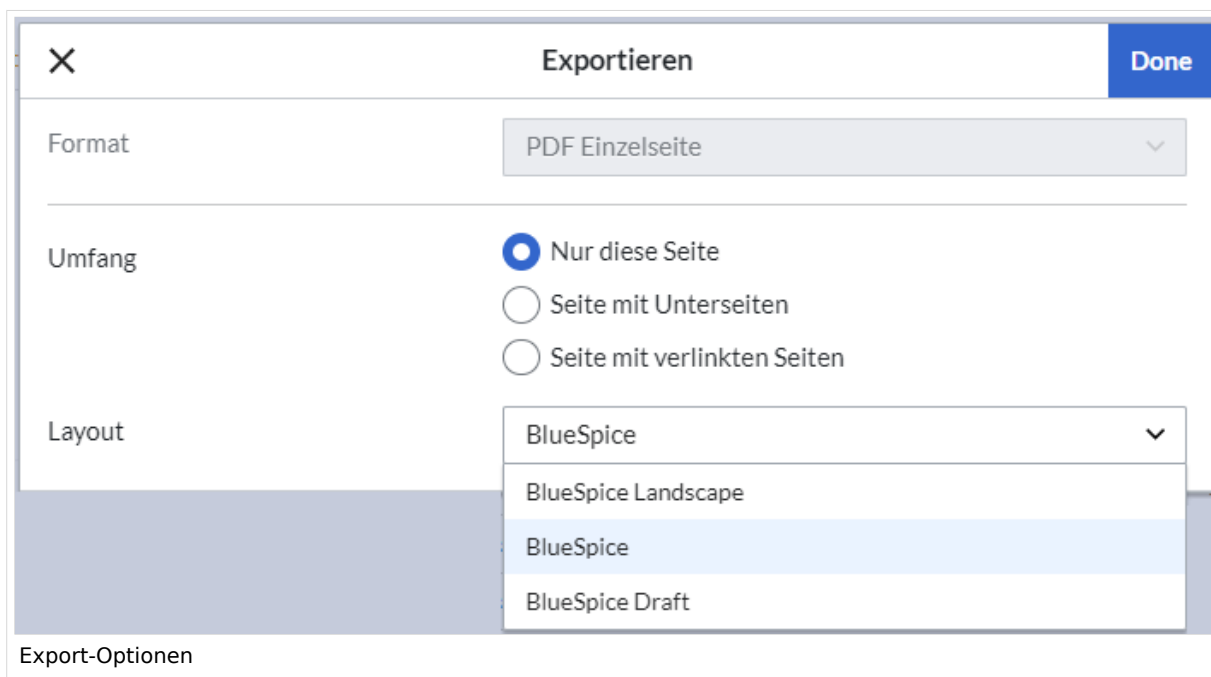 Exportieren
Done
Format
PDF Einzelseite
Umfang
Nur diese Seite
Seite mit Unterseiten
Seite mit verlinkten Seiten
Layout
BlueSpice
BlueSpice Landscape
BlueSpice
BlueSpice Draft
Export-Optionen